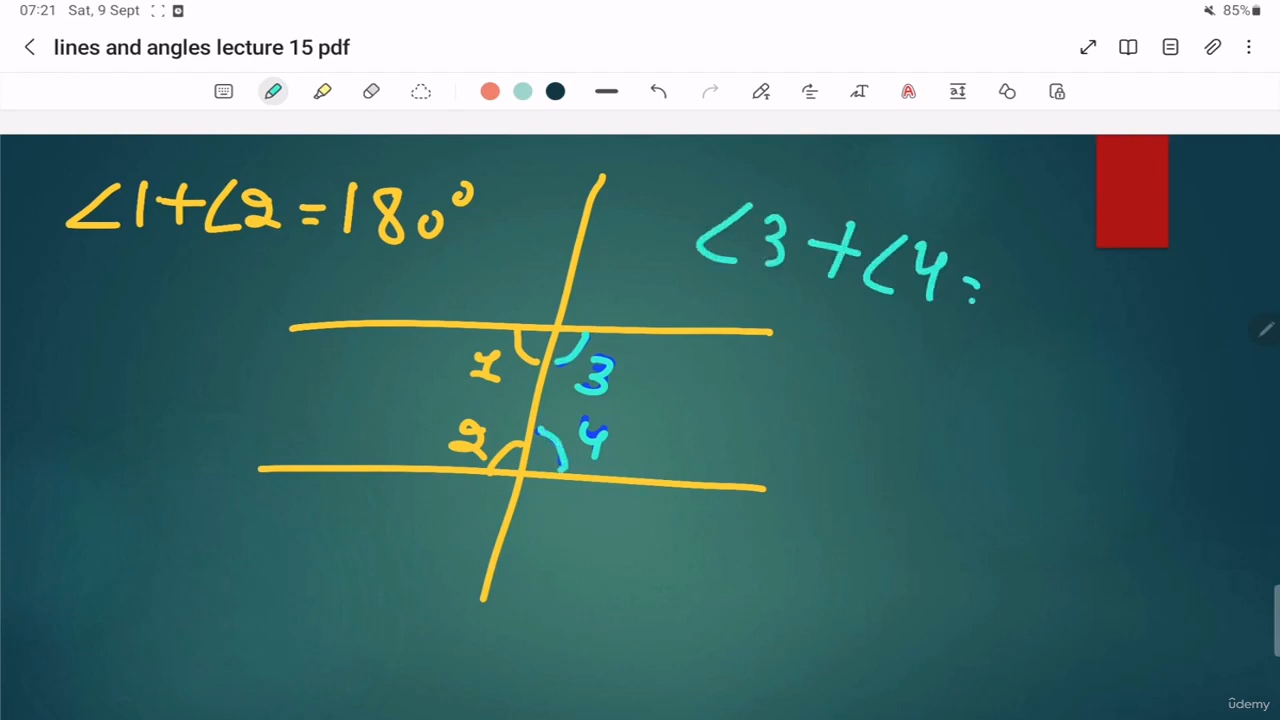 07:21 Sat, 9 Sept 85%
lines and angles lecture 15 pdf
∠1+∠2=180°
∠3+∠4=
1
3
2
4
ûdemy